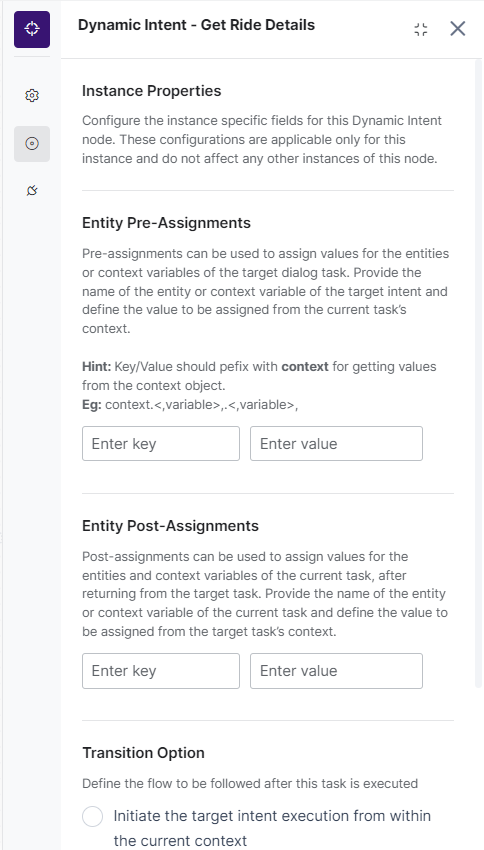 Dynamic Intent - Get Ride Details
Instance Properties
Configure the instance specific fields for this Dynamic Intent
node. These configurations are applicable only for this
instance and do not affect any other instances of this node.
Entity Pre-Assignments
Pre-assignments can be used to assign values for the entities
or context variables of the target dialog task. Provide the
name of the entity or context variable of the target intent and
define the value to be assigned from the current task's
context.
Hint: Key/Value should pefix with context for getting values
from the context object.
Eg: context.<,variable>,.<,variable>,
Enter key Enter value
Entity Post-Assignments
Post-assignments can be used to assign values for the
entities and context variables of the current task, after
returning from the target task. Provide the name of the entity
or context variable of the current task and define the value to
be assigned from the target task's context.
Enter key Enter value
Transition Option
Define the flow to be followed after this task is executed
Initiate the target intent execution from within
the current context